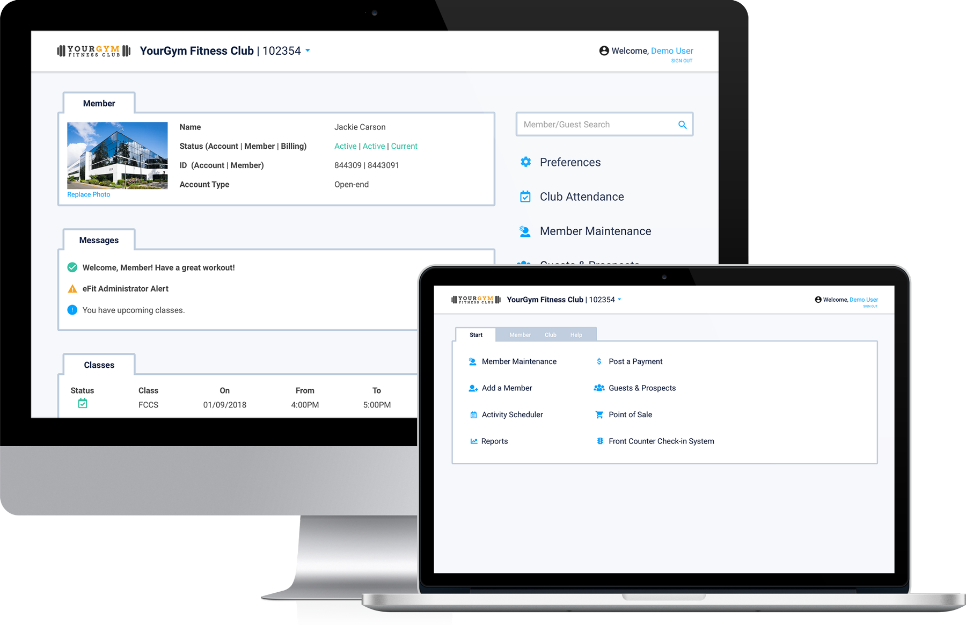 YOURGYM
FITNESS CLUB
YourGym Fitness Club | 102354
Welcome, Demo User
SIGN OUT
Member
Name Jackie Carson
Status (Account | Member | Billing) Active | Active | Current
ID (Account | Member) 844309 | 8443091
Account Type Open-end
Replace Photo
Messages
Welcome, Member! Have a great workout!
eFit Administrator Alert
You have upcoming classes.
Classes
Status Class On From To
FCCS 01/09/2018 4:00PM 5:00PM
Member/Guest Search
Preferences
Club Attendance
Member Maintenance
Guests & Prospects
YOURGYM
FITNESS CLUB
YourGym Fitness Club | 102354
Welcome, Demo User
SIGN OUT
Start Member Club Help
Member Maintenance Post a Payment
Add a Member Guests & Prospects
Activity Scheduler Point of Sale
Reports Front Counter Check-in System